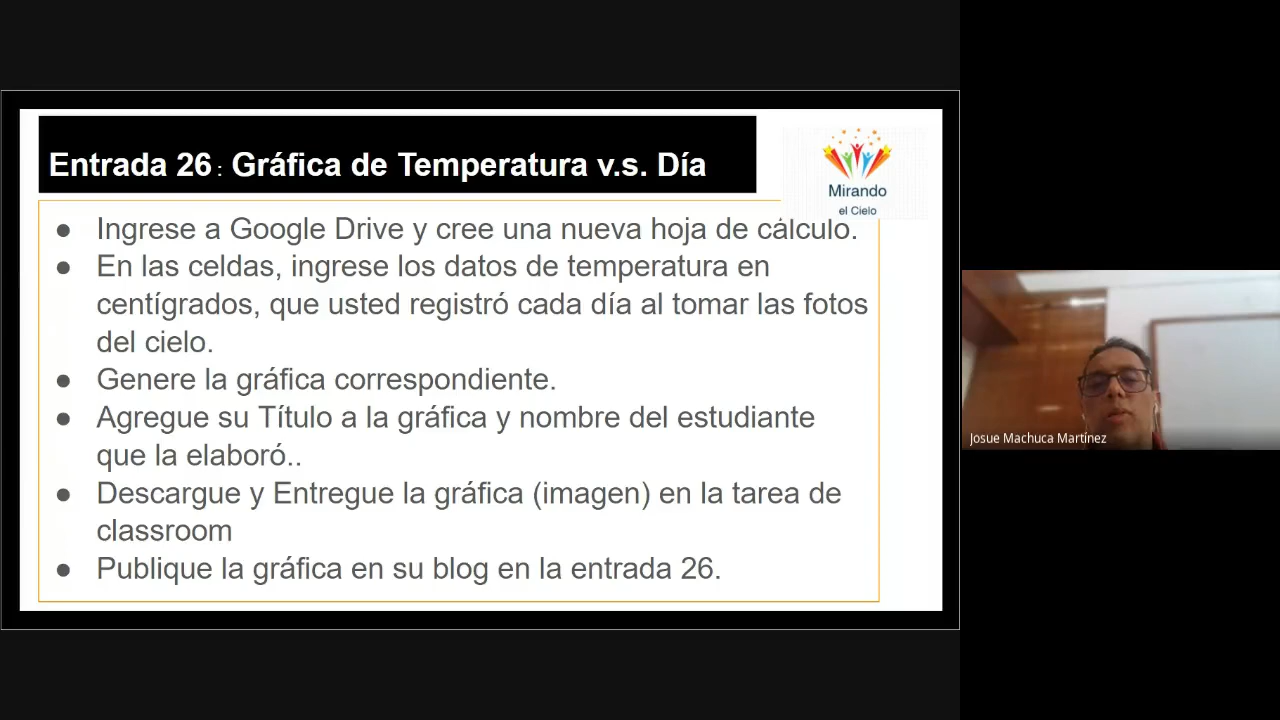 Entrada 26 : Gráfica de Temperatura v.s. Día
Mirando
el Cielo
● Ingrese a Google Drive y cree una nueva hoja de cálculo.
● En las celdas, ingrese los datos de temperatura en
centígrados, que usted registró cada día al tomar las fotos
del cielo.
● Genere la gráfica correspondiente.
● Agregue su Título a la gráfica y nombre del estudiante
que la elaboró..
● Descargue y Entregue la gráfica (imagen) en la tarea de
classroom
● Publique la gráfica en su blog en la entrada 26.
Josue Machuca Martínez